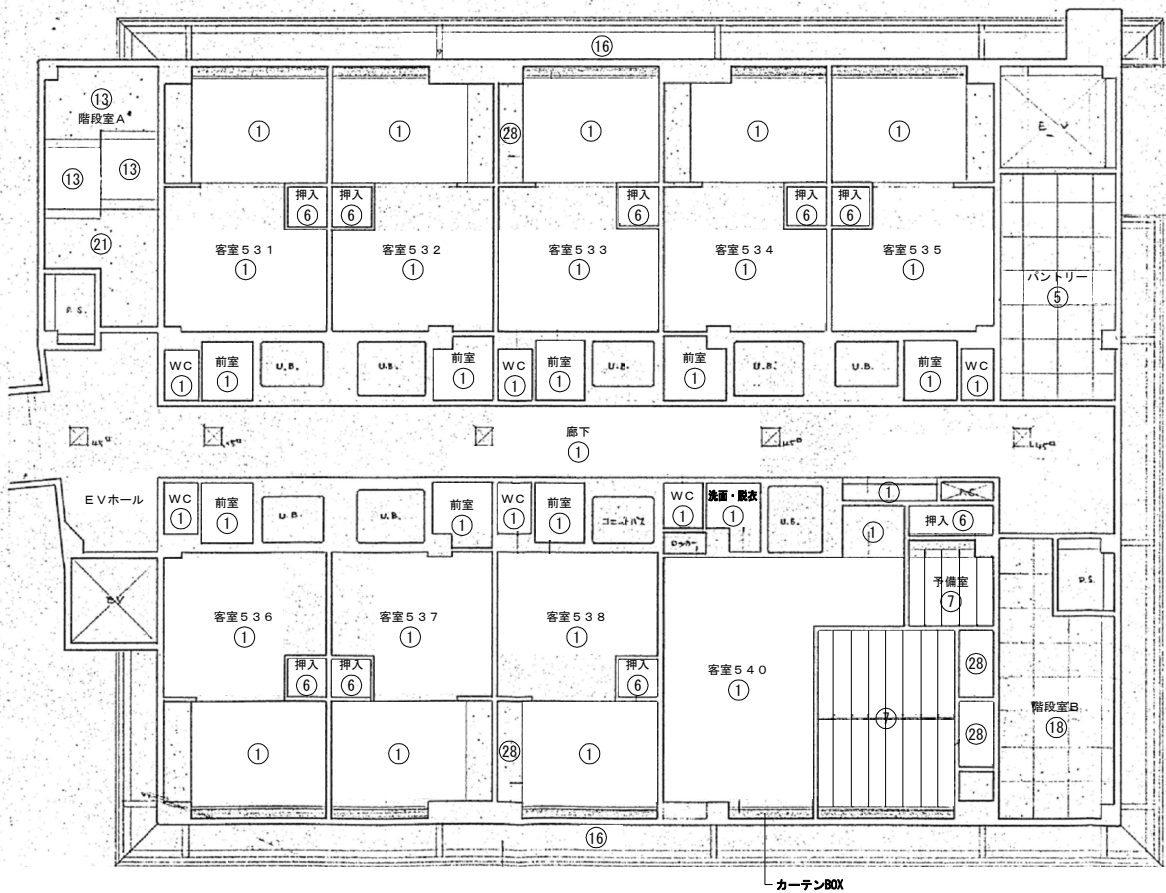 ⑯
⑬
階段室A
⑬
⑬
㉑
P.S.
①
①
㉘
①
①
①
E V
押入
⑥
押入
⑥
押入
⑥
押入
⑥
押入
⑥
客室531
①
客室532
①
客室533
①
客室534
①
客室535
①
パントリー
⑤
WC
①
前室
①
U.B.
U.B.
前室
①
WC
①
前室
①
U.B.
前室
①
U.B.
U.B.
前室
①
WC
①
廊下
①
45□
45□
45□
45□
EVホール
WC
①
前室
①
U.B.
U.B.
前室
①
WC
①
前室
①
ユニットバス
WC
①
ロッカー
洗面・脱衣
①
U.B.
①
P.S.
①
押入 ⑥
予備室
⑦
P.S.
EV
客室536
①
客室537
①
客室538
①
客室540
①
押入
⑥
押入
⑥
押入
⑥
㉘
⑦
㉘
階段室B
⑱
①
①
㉘
①
⑯
カーテンBOX